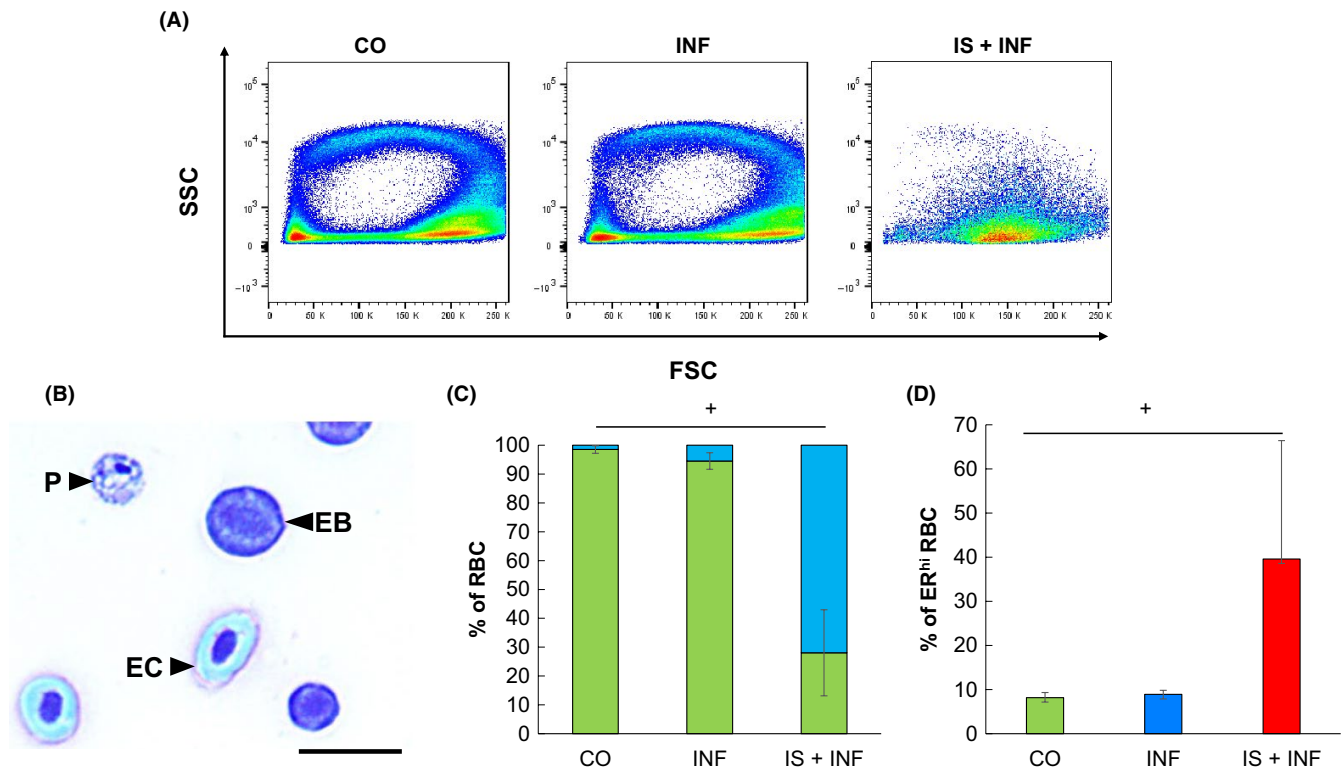 (A)
CO INF IS + INF
SSC
10⁵
10⁴
10³
0
−10³
0 50 K 100 K 150 K 200 K 250 K
10⁵
10⁴
10³
0
−10³
0 50 K 100 K 150 K 200 K 250 K
10⁵
10⁴
10³
0
−10³
0 50 K 100 K 150 K 200 K 250 K
FSC
(B)
P
EB
EC
(C)
+
% of RBC
100
90
80
70
60
50
40
30
20
10
0
CO INF IS + INF
(D)
+
% of ERʰⁱ RBC
70
60
50
40
30
20
10
0
CO INF IS + INF